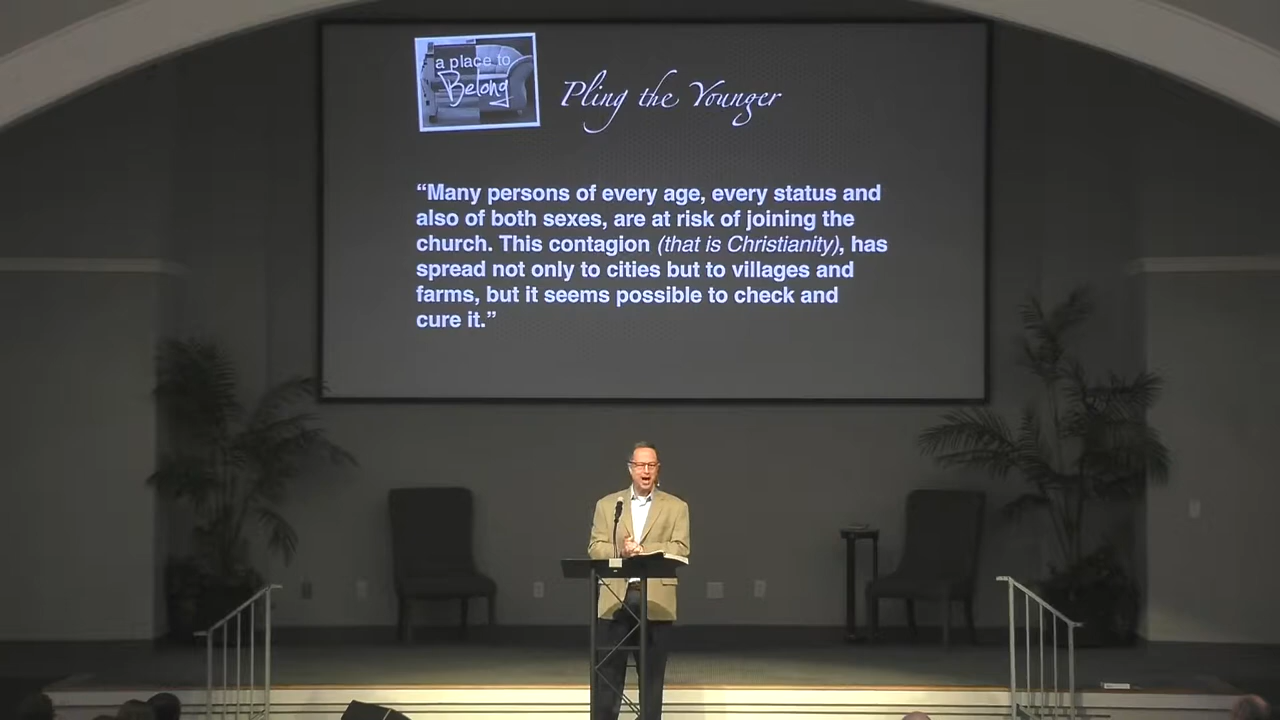 a place to
Belong
Pling the Younger
“Many persons of every age, every status and
also of both sexes, are at risk of joining the
church. This contagion (that is Christianity), has
spread not only to cities but to villages and
farms, but it seems possible to check and
cure it.”